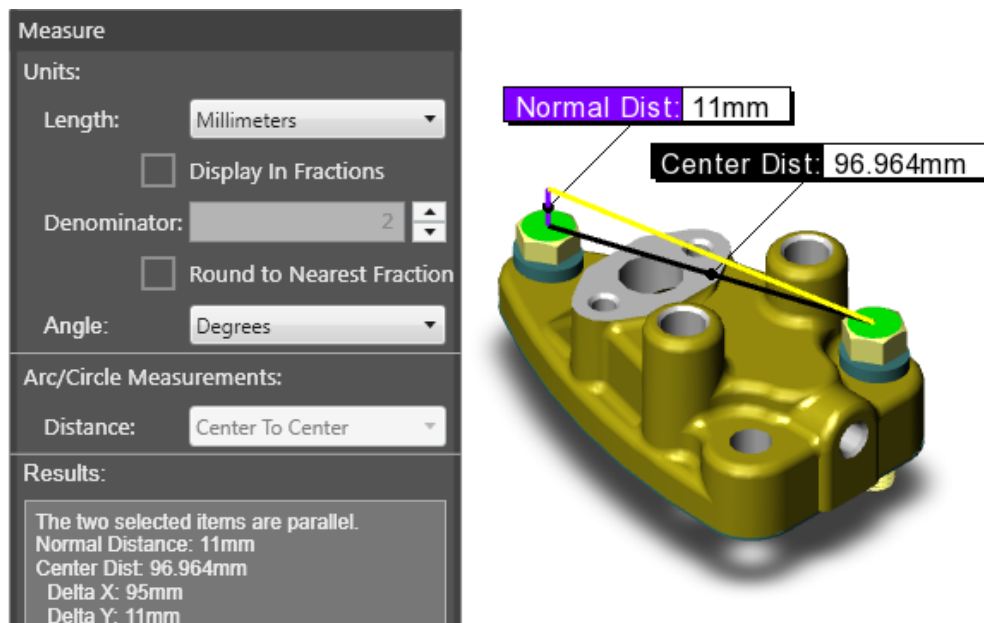 Measure
Units:
Length: Millimeters
Display In Fractions
Denominator: 2
Round to Nearest Fraction
Angle: Degrees
Arc/Circle Measurements:
Distance: Center To Center
Results:
The two selected items are parallel.
Normal Distance: 11mm
Center Dist: 96.964mm
Delta X: 95mm
Delta Y: 11mm
Normal Dist: 11mm
Center Dist: 96.964mm